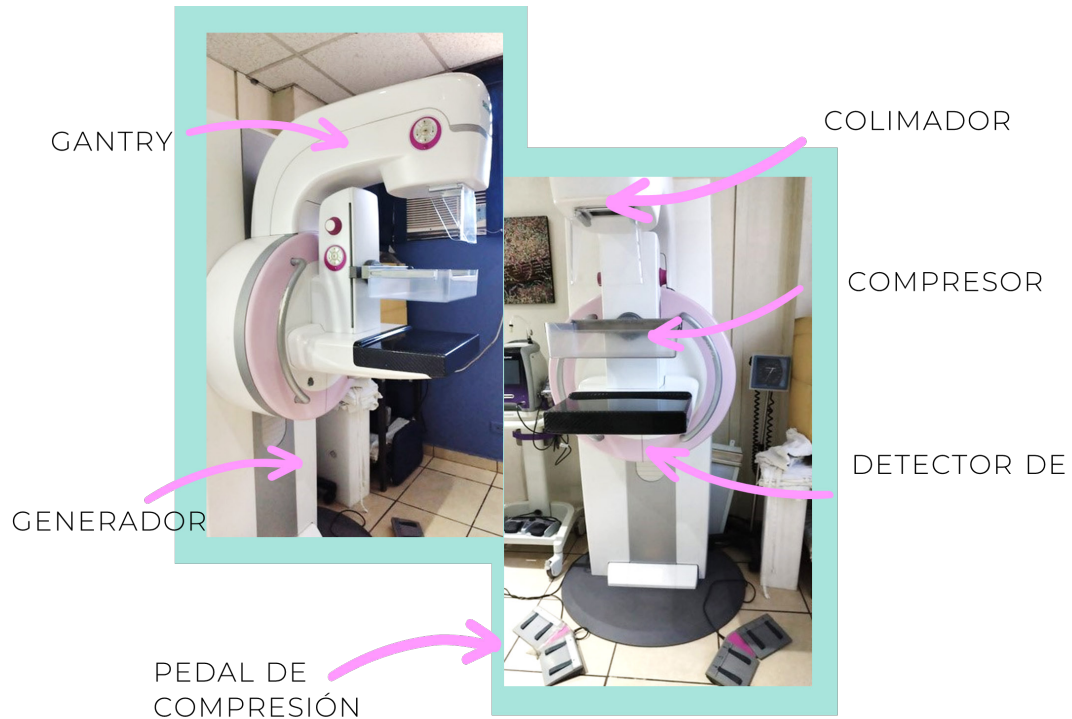 GANTRY
COLIMADOR
COMPRESOR
DETECTOR DE
GENERADOR
PEDAL DE
COMPRESIÓN